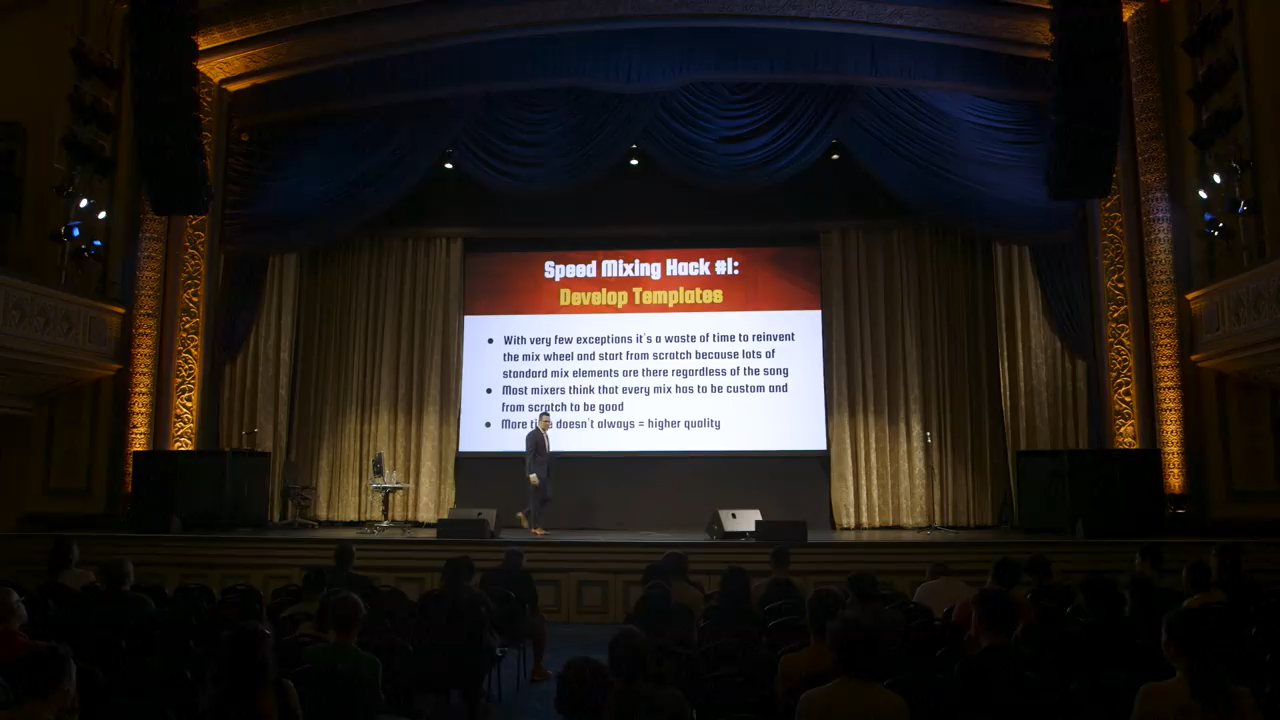 Speed Mixing Hack #1:
Develop Templates
● With very few exceptions it's a waste of time to reinvent
the mix wheel and start from scratch because lots of
standard mix elements are there regardless of the song
● Most mixers think that every mix has to be custom and
from scratch to be good
● More doesn't always = higher quality